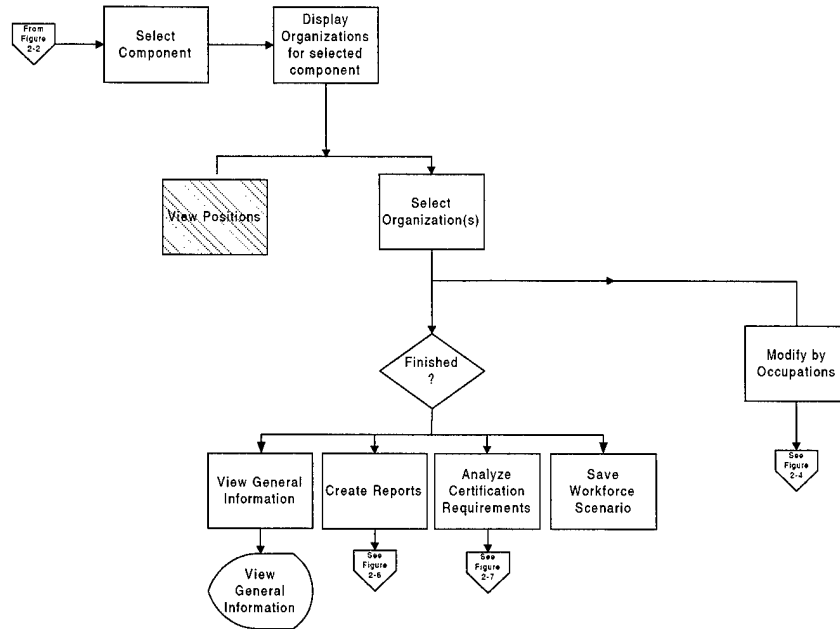 From
Figure
2-2
Select
Component
Display
Organizations
for selected
component
View Positions
Select
Organization(s)
Finished
?
Modify by
Occupations
See
Figure
2-4
View General
Information
Create Reports
Analyze
Certification
Requirements
Save
Workforce
Scenario
View
General
Information
See Figure
2-6
See
Figure
2-7